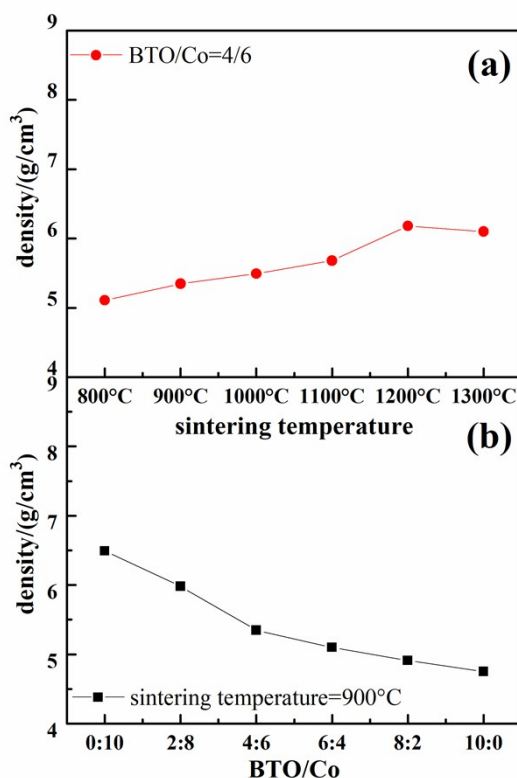 9
BTO/Co=4/6
(a)
8
7
6
5
4
density/(g/cm³)
800°C 900°C 1000°C 1100°C 1200°C 1300°C
sintering temperature
9
(b)
8
7
6
5
4
density/(g/cm³)
sintering temperature=900°C
0:10 2:8 4:6 6:4 8:2 10:0
BTO/Co